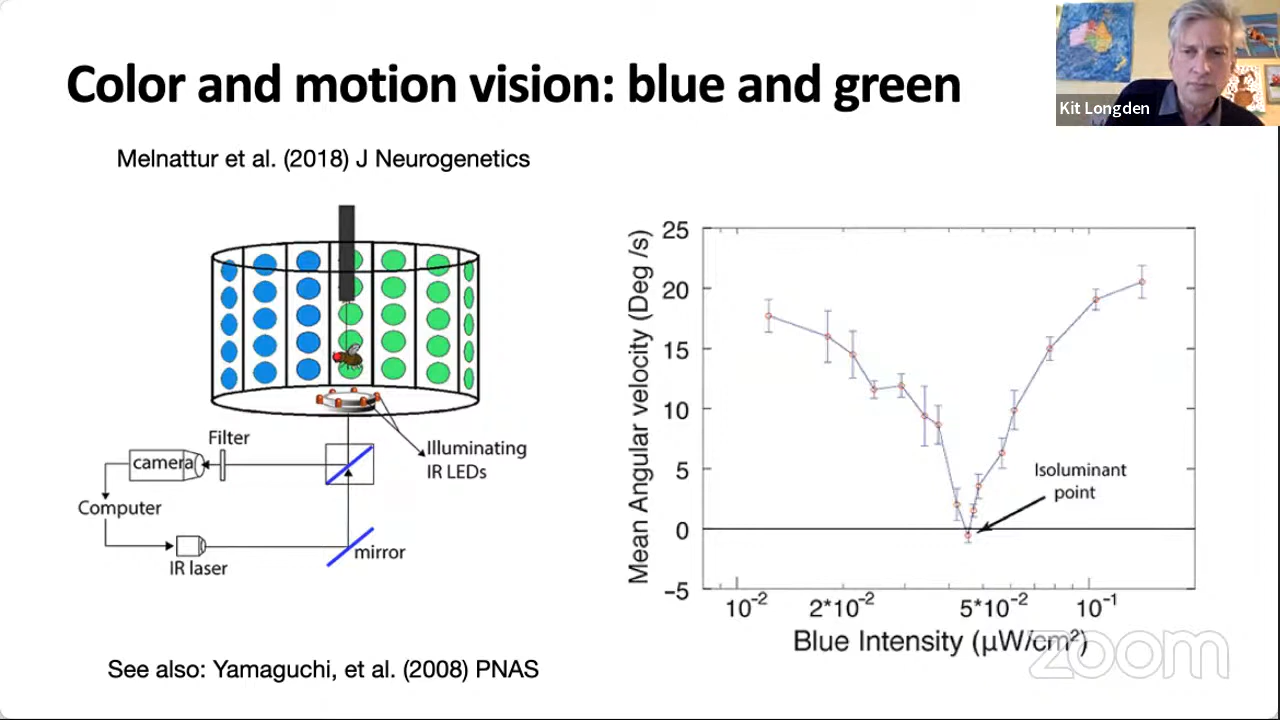 Color and motion vision: blue and green
Kit Longden
Melnattur et al. (2018) J Neurogenetics
Filter
camera
Computer
IR laser
mirror
Illuminating
IR LEDs
Mean Angular velocity (Deg /s)
25
20
15
10
5
0
−5
Isoluminant
point
10⁻² 2*10⁻² 5*10⁻² 10⁻¹
Blue Intensity (μW/cm²)
zoom
See also: Yamaguchi, et al. (2008) PNAS